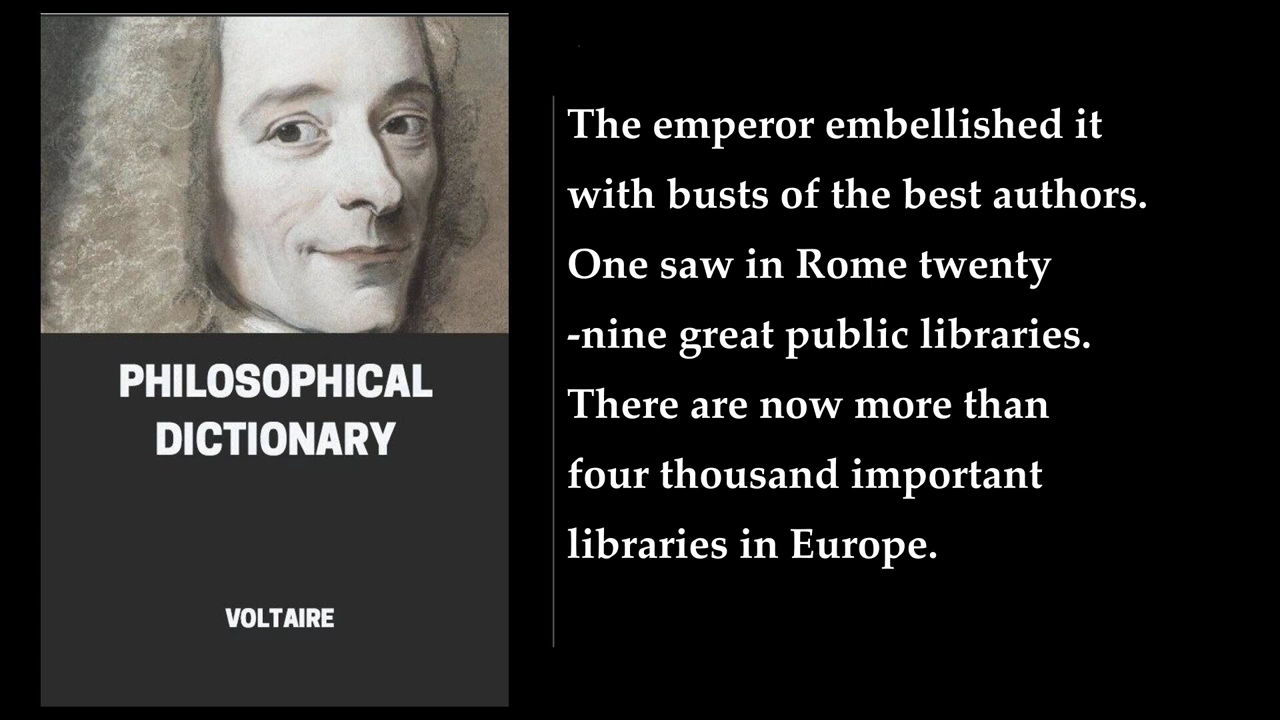 PHILOSOPHICAL
DICTIONARY
VOLTAIRE
The emperor embellished it
with busts of the best authors.
One saw in Rome twenty
-nine great public libraries.
There are now more than
four thousand important
libraries in Europe.